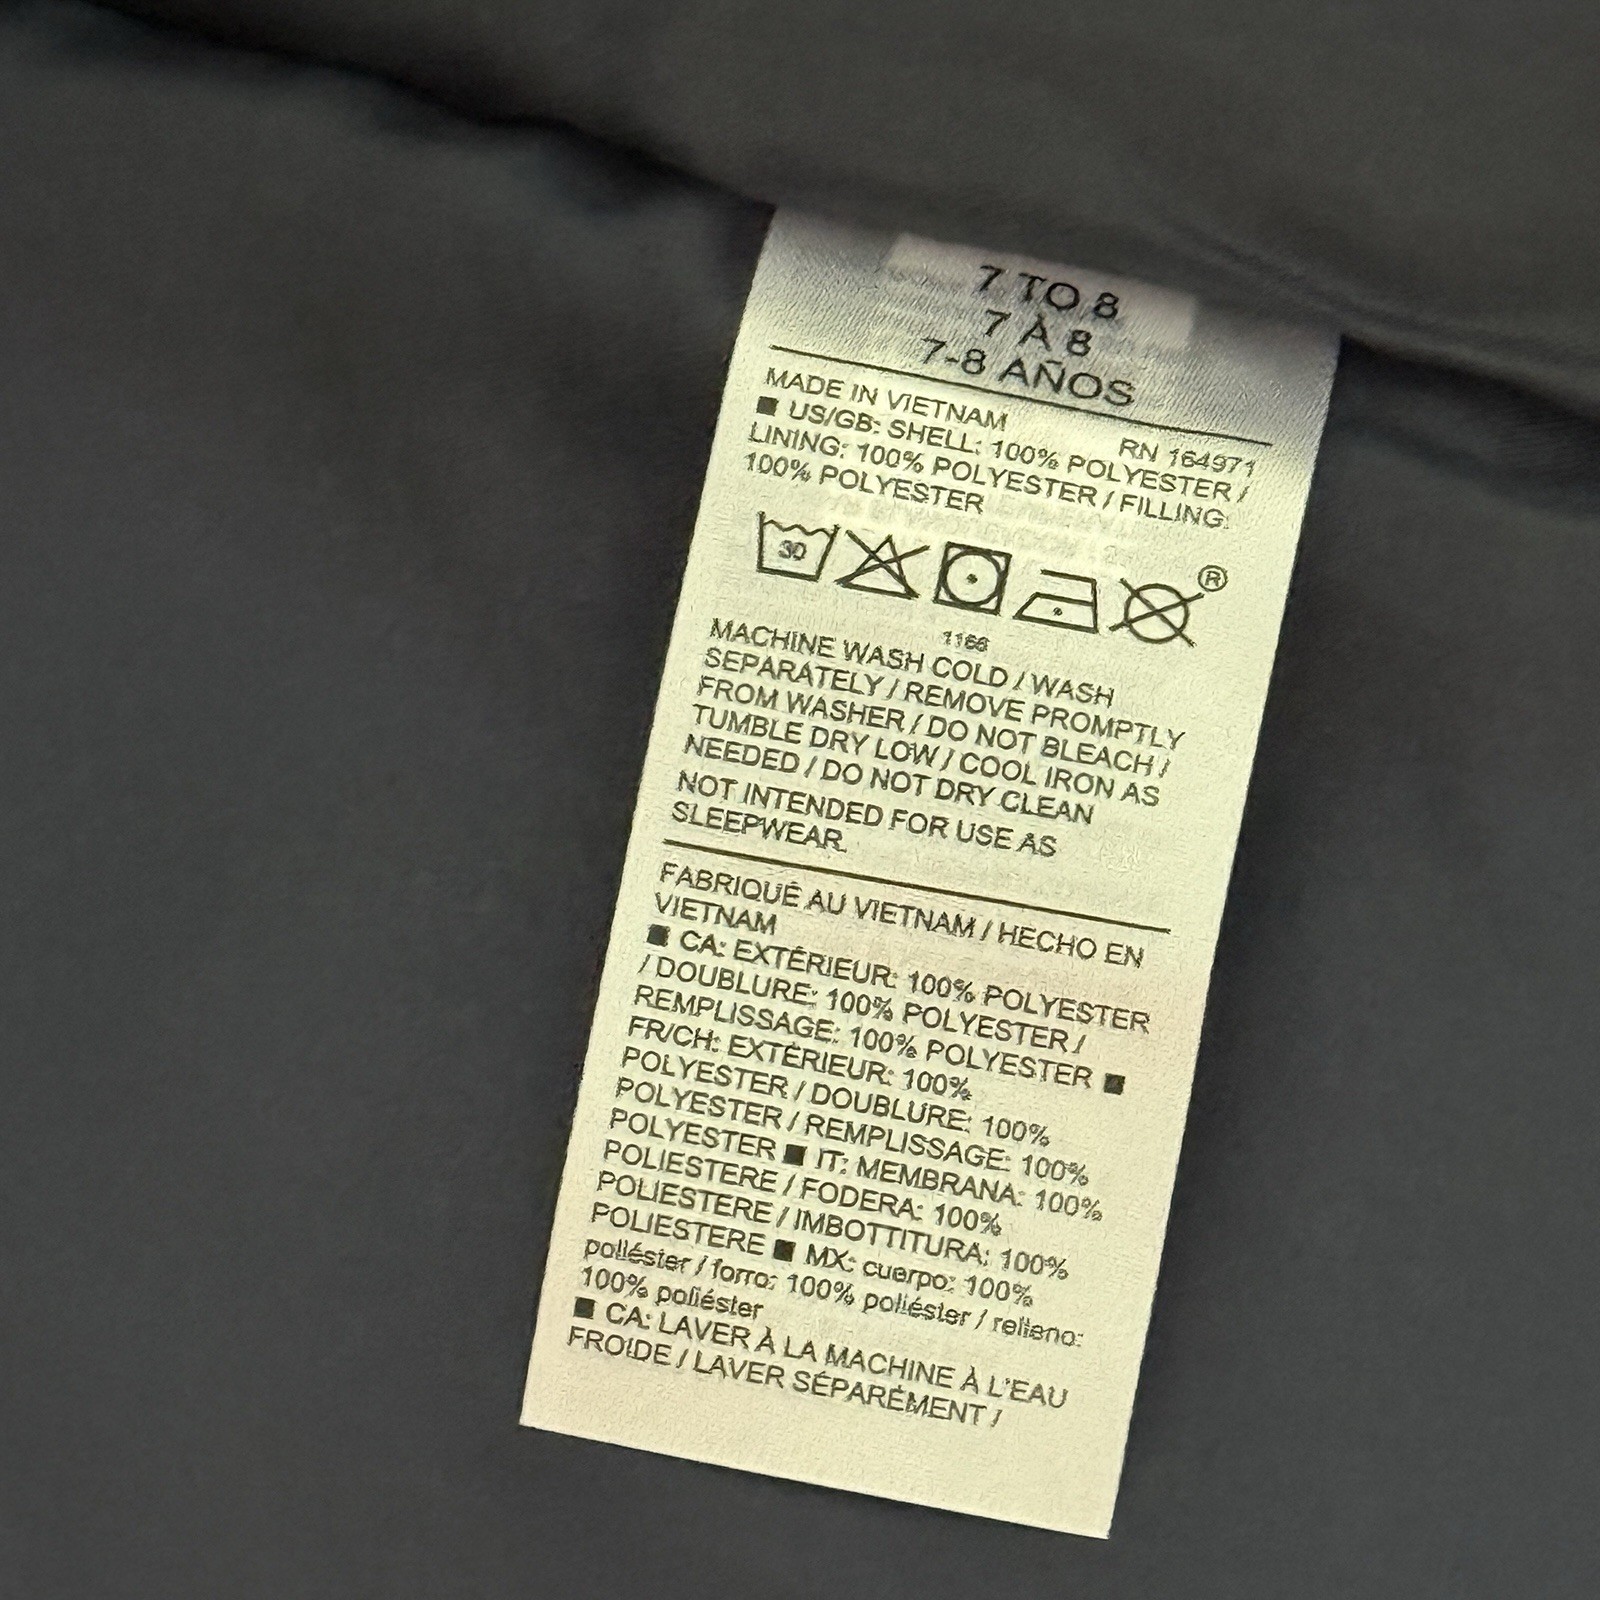 7 TO 8
7 À 8
7-8 AÑOS
MADE IN VIETNAM
RN 164971
■ US/GB: SHELL: 100% POLYESTER /
LINING: 100% POLYESTER / FILLING:
100% POLYESTER
30
®
1166
MACHINE WASH COLD / WASH
SEPARATELY / REMOVE PROMPTLY
FROM WASHER / DO NOT BLEACH /
TUMBLE DRY LOW / COOL IRON AS
NEEDED / DO NOT DRY CLEAN
NOT INTENDED FOR USE AS
SLEEPWEAR.
FABRIQUÉ AU VIETNAM / HECHO EN
VIETNAM
■ CA: EXTÉRIEUR: 100% POLYESTER
/ DOUBLURE: 100% POLYESTER /
REMPLISSAGE: 100% POLYESTER ■
FR/CH: EXTÉRIEUR: 100%
POLYESTER / DOUBLURE: 100%
POLYESTER / REMPLISSAGE: 100%
POLYESTER ■ IT: MEMBRANA: 100%
POLIESTERE / FODERA: 100%
POLIESTERE / IMBOTTITURA: 100%
POLIESTERE ■ MX: cuerpo: 100%
poliéster / forro: 100% poliéster / relleno:
100% poliéster
■ CA: LAVER À LA MACHINE À L'EAU
FROIDE / LAVER SÉPARÉMENT /